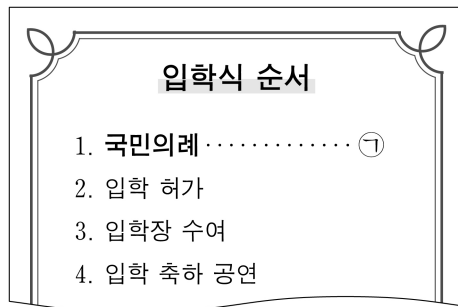 입학식 순서
1. 국민의례 ············· ㉠
2. 입학 허가
3. 입학장 수여
4. 입학 축하 공연